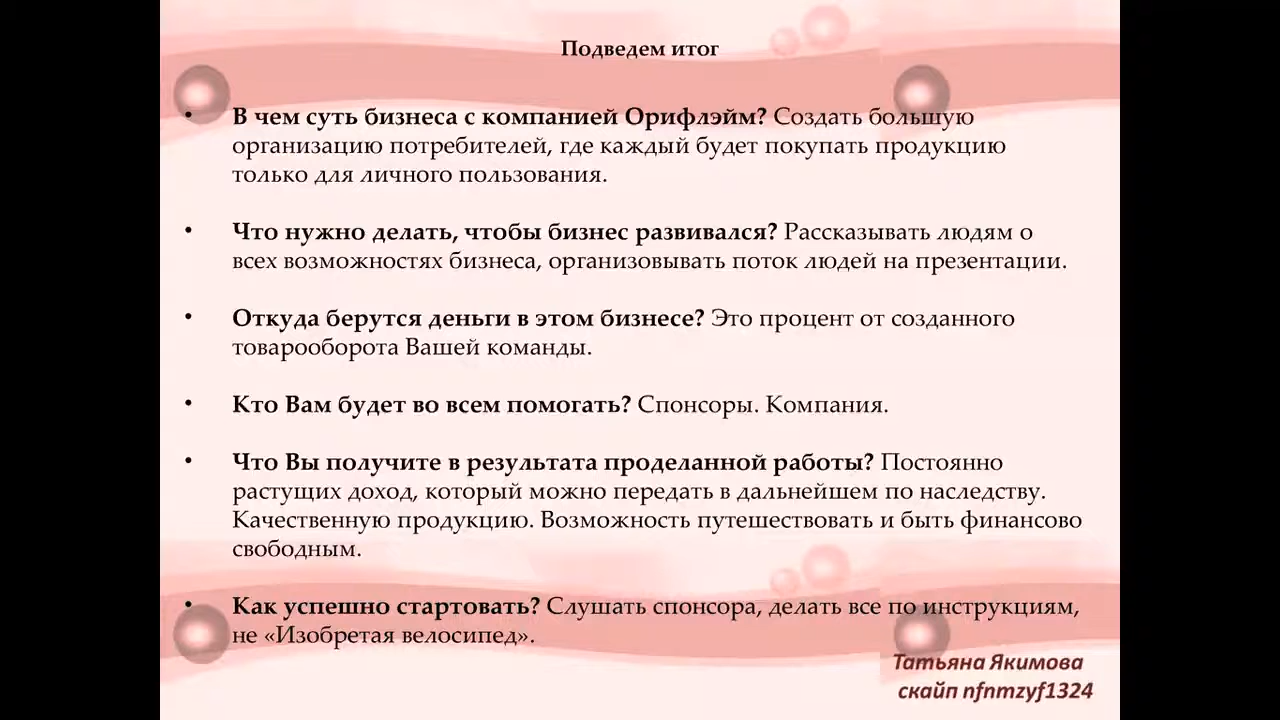 Подведем итог
• В чем суть бизнеса с компанией Орифлэйм? Создать большую
организацию потребителей, где каждый будет покупать продукцию
только для личного пользования.
• Что нужно делать, чтобы бизнес развивался? Рассказывать людям о
всех возможностях бизнеса, организовывать поток людей на презентации.
• Откуда берутся деньги в этом бизнесе? Это процент от созданного
товарооборота Вашей команды.
• Кто Вам будет во всем помогать? Спонсоры. Компания.
• Что Вы получите в результата проделанной работы? Постоянно
растущих доход, который можно передать в дальнейшем по наследству.
Качественную продукцию. Возможность путешествовать и быть финансово
свободным.
• Как успешно стартовать? Слушать спонсора, делать все по инструкциям,
не «Изобретая велосипед».
Татьяна Якимова
скайп nfnmzyf1324